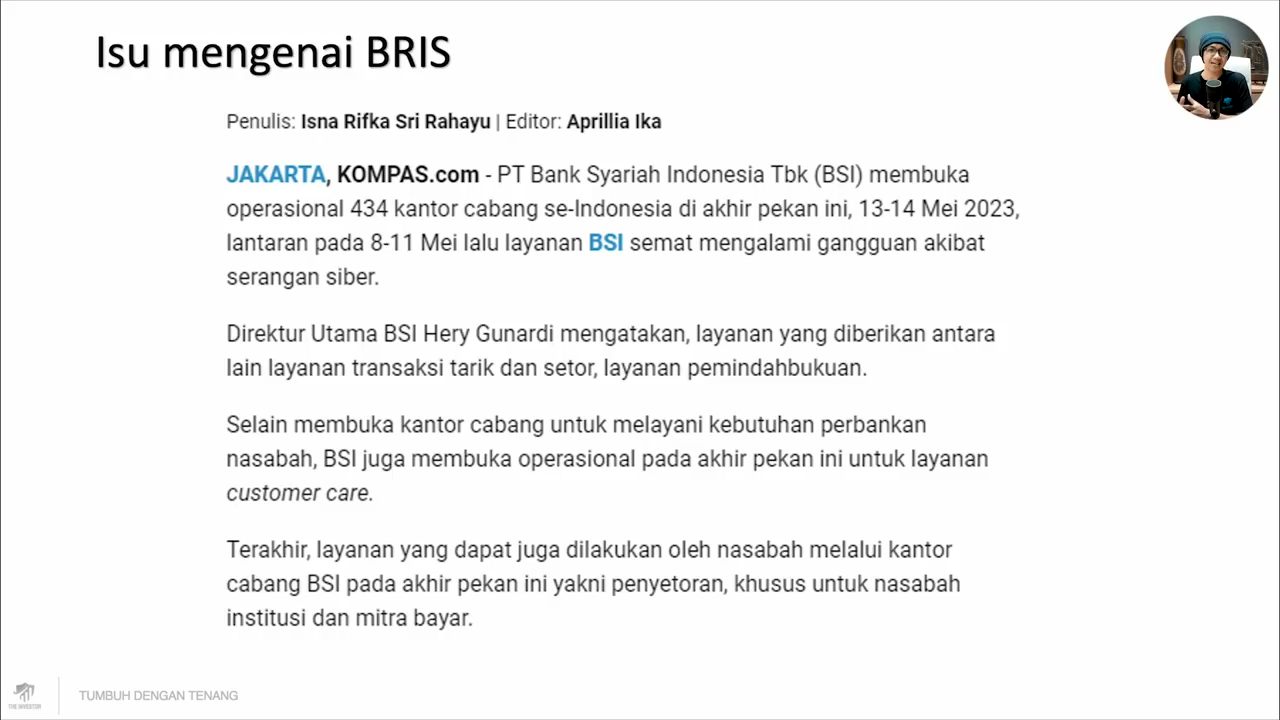 Isu mengenai BRIS
Penulis: Isna Rifka Sri Rahayu | Editor: Aprillia Ika
JAKARTA, KOMPAS.com - PT Bank Syariah Indonesia Tbk (BSI) membuka
operasional 434 kantor cabang se-Indonesia di akhir pekan ini, 13-14 Mei 2023,
lantaran pada 8-11 Mei lalu layanan BSI semat mengalami gangguan akibat
serangan siber.
Direktur Utama BSI Hery Gunardi mengatakan, layanan yang diberikan antara
lain layanan transaksi tarik dan setor, layanan pemindahbukuan.
Selain membuka kantor cabang untuk melayani kebutuhan perbankan
nasabah, BSI juga membuka operasional pada akhir pekan ini untuk layanan
customer care.
Terakhir, layanan yang dapat juga dilakukan oleh nasabah melalui kantor
cabang BSI pada akhir pekan ini yakni penyetoran, khusus untuk nasabah
institusi dan mitra bayar.
THE INVESTOR
TUMBUH DENGAN TENANG